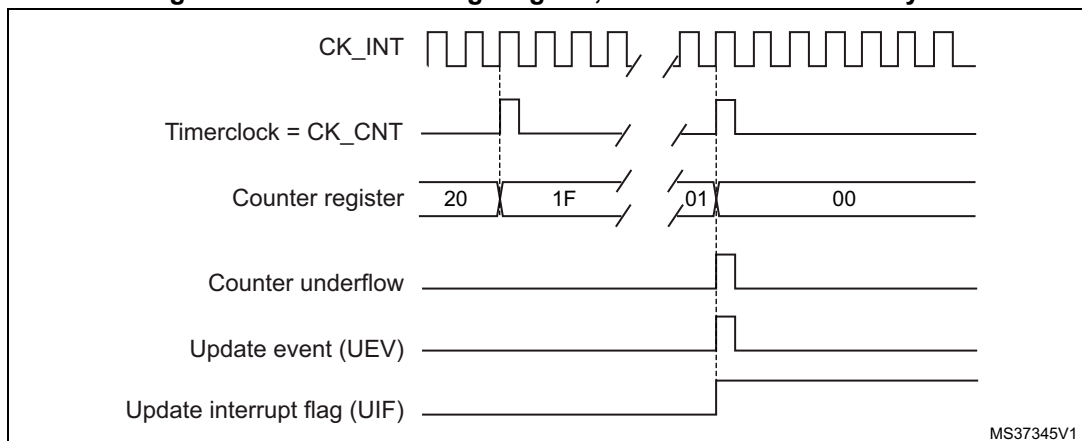 CK_INT
Timerclock = CK_CNT
Counter register 20 1F 01 00
Counter underflow
Update event (UEV)
Update interrupt flag (UIF)
MS37345V1